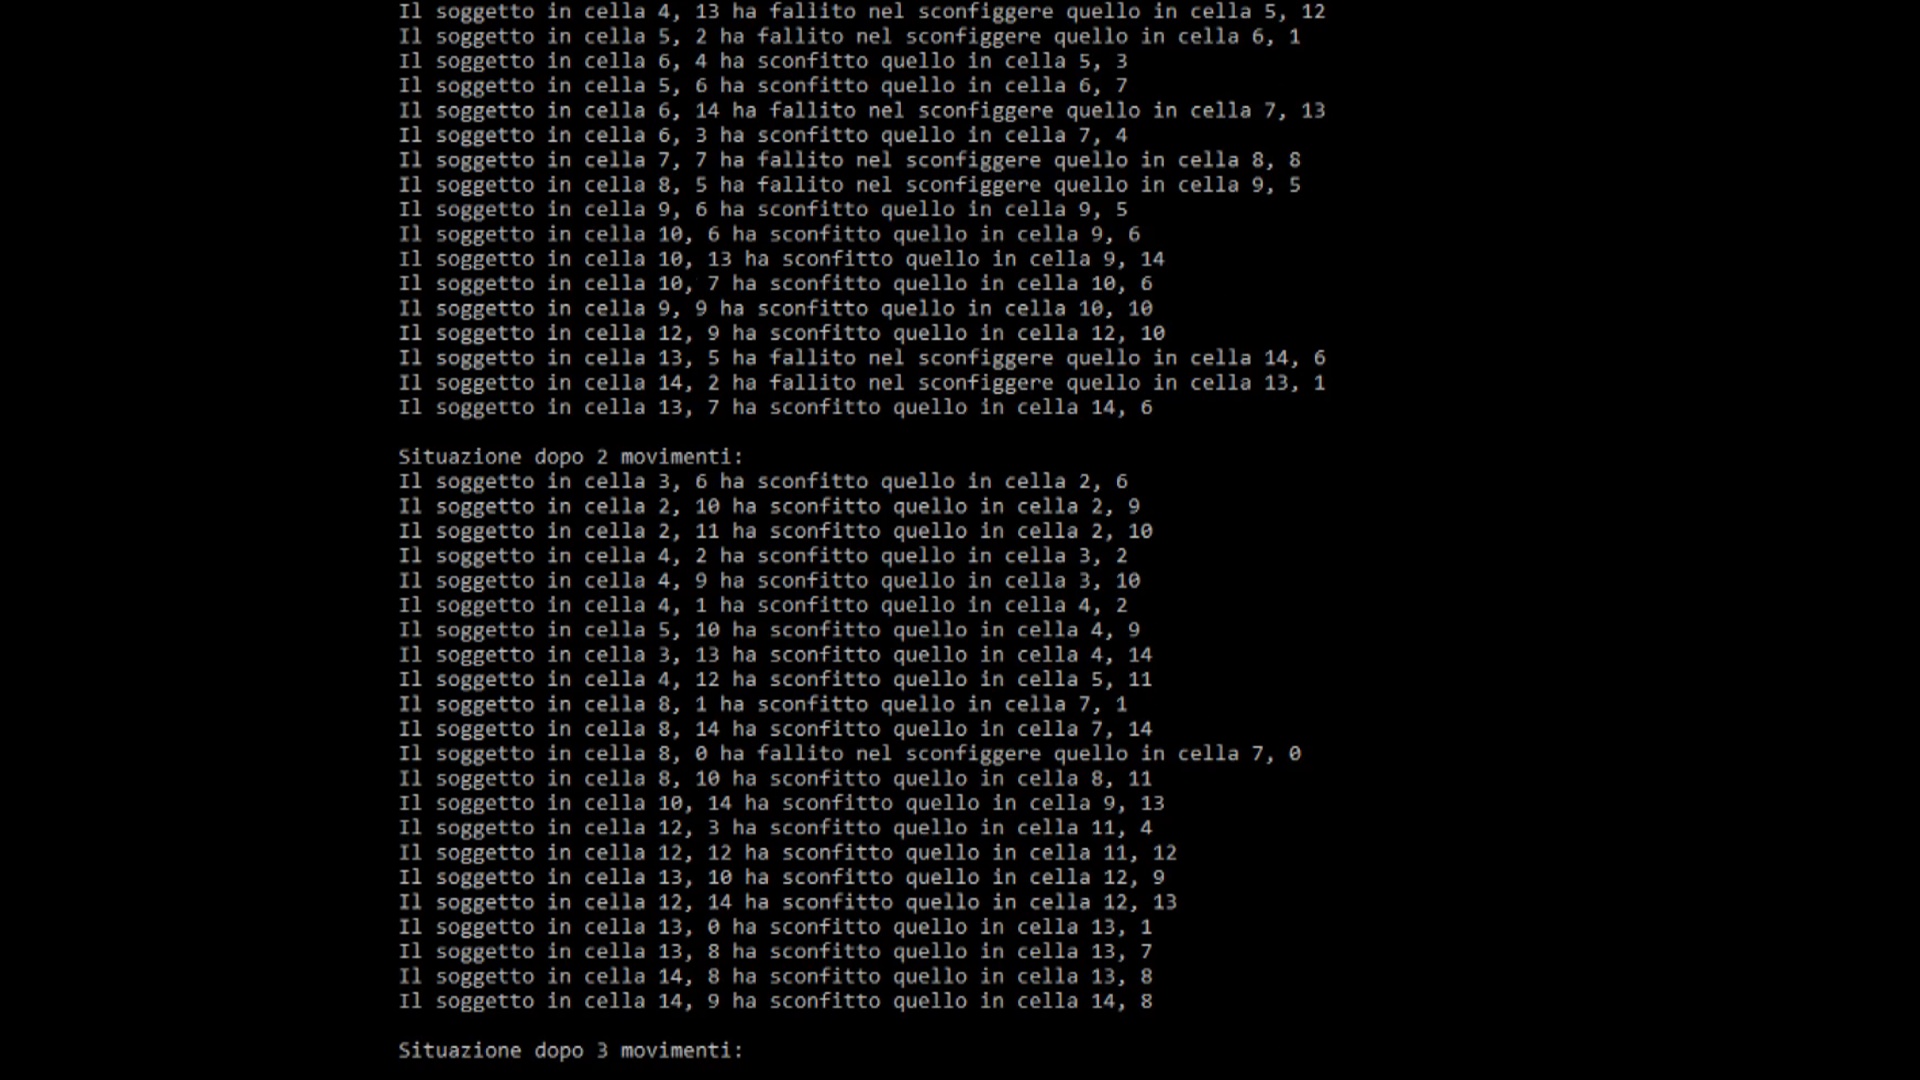 Il soggetto in cella 4, 13 ha fallito nel sconfiggere quello in cella 5, 12
Il soggetto in cella 5, 2 ha fallito nel sconfiggere quello in cella 6, 1
Il soggetto in cella 6, 4 ha sconfitto quello in cella 5, 3
Il soggetto in cella 5, 6 ha sconfitto quello in cella 6, 7
Il soggetto in cella 6, 14 ha fallito nel sconfiggere quello in cella 7, 13
Il soggetto in cella 6, 3 ha sconfitto quello in cella 7, 4
Il soggetto in cella 7, 7 ha fallito nel sconfiggere quello in cella 8, 8
Il soggetto in cella 8, 5 ha fallito nel sconfiggere quello in cella 9, 5
Il soggetto in cella 9, 6 ha sconfitto quello in cella 9, 5
Il soggetto in cella 10, 6 ha sconfitto quello in cella 9, 6
Il soggetto in cella 10, 13 ha sconfitto quello in cella 9, 14
Il soggetto in cella 10, 7 ha sconfitto quello in cella 10, 6
Il soggetto in cella 9, 9 ha sconfitto quello in cella 10, 10
Il soggetto in cella 12, 9 ha sconfitto quello in cella 12, 10
Il soggetto in cella 13, 5 ha fallito nel sconfiggere quello in cella 14, 6
Il soggetto in cella 14, 2 ha fallito nel sconfiggere quello in cella 13, 1
Il soggetto in cella 13, 7 ha sconfitto quello in cella 14, 6
Situazione dopo 2 movimenti:
Il soggetto in cella 3, 6 ha sconfitto quello in cella 2, 6
Il soggetto in cella 2, 10 ha sconfitto quello in cella 2, 9
Il soggetto in cella 2, 11 ha sconfitto quello in cella 2, 10
Il soggetto in cella 4, 2 ha sconfitto quello in cella 3, 2
Il soggetto in cella 4, 9 ha sconfitto quello in cella 3, 10
Il soggetto in cella 4, 1 ha sconfitto quello in cella 4, 2
Il soggetto in cella 5, 10 ha sconfitto quello in cella 4, 9
Il soggetto in cella 3, 13 ha sconfitto quello in cella 4, 14
Il soggetto in cella 4, 12 ha sconfitto quello in cella 5, 11
Il soggetto in cella 8, 1 ha sconfitto quello in cella 7, 1
Il soggetto in cella 8, 14 ha sconfitto quello in cella 7, 14
Il soggetto in cella 8, 0 ha fallito nel sconfiggere quello in cella 7, 0
Il soggetto in cella 8, 10 ha sconfitto quello in cella 8, 11
Il soggetto in cella 10, 14 ha sconfitto quello in cella 9, 13
Il soggetto in cella 12, 3 ha sconfitto quello in cella 11, 4
Il soggetto in cella 12, 12 ha sconfitto quello in cella 11, 12
Il soggetto in cella 13, 10 ha sconfitto quello in cella 12, 9
Il soggetto in cella 12, 14 ha sconfitto quello in cella 12, 13
Il soggetto in cella 13, 0 ha sconfitto quello in cella 13, 1
Il soggetto in cella 13, 8 ha sconfitto quello in cella 13, 7
Il soggetto in cella 14, 8 ha sconfitto quello in cella 13, 8
Il soggetto in cella 14, 9 ha sconfitto quello in cella 14, 8
Situazione dopo 3 movimenti: